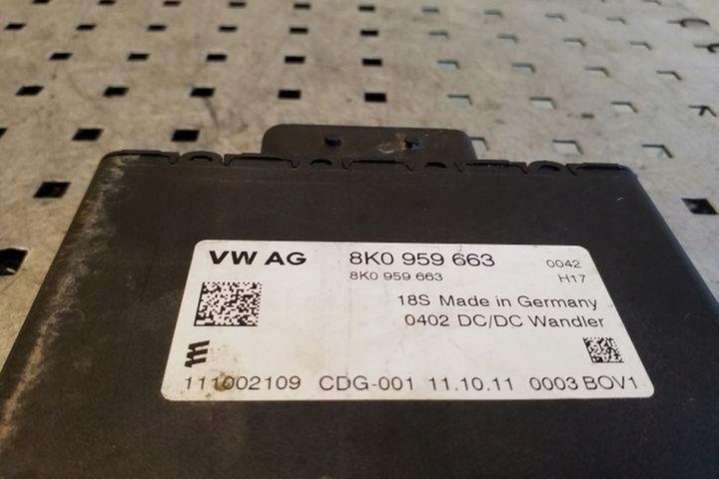 VW AG 8K0 959 663 0042
8K0 959 663 H17
18S Made in Germany
0402 DC/DC Wandler
111002109 CDG-001 11.10.11 0003 BOV1